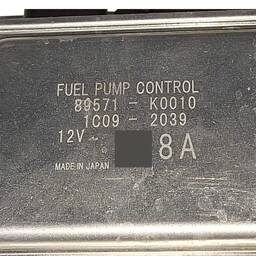 FUEL PUMP CONTROL
89571 - K0010
1C09 - 2039
12V~ 8A
MADE IN JAPAN